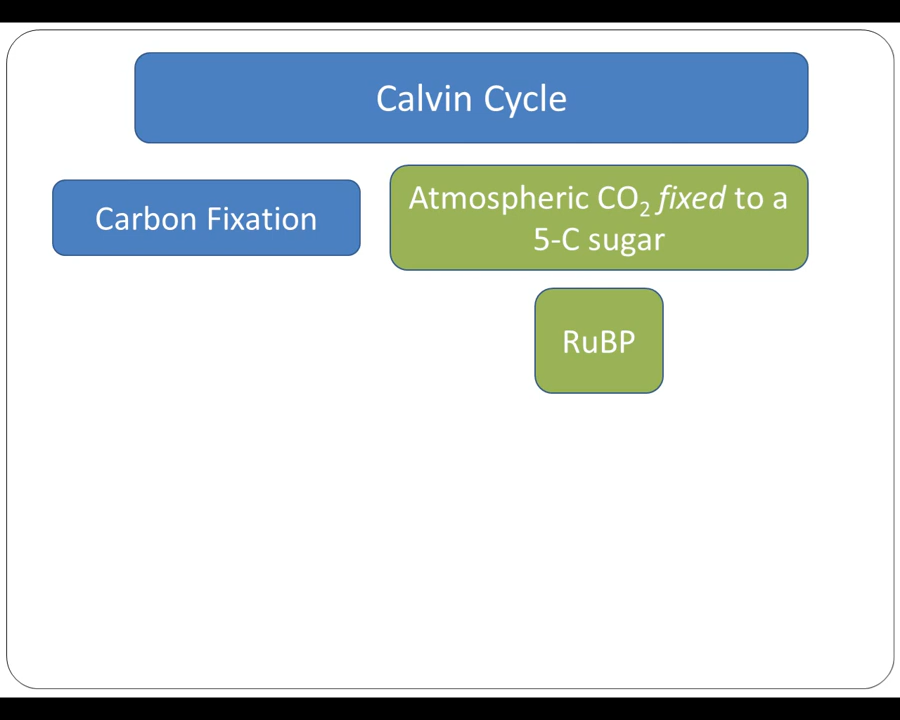 Calvin Cycle
Carbon Fixation
Atmospheric CO₂ fixed to a
5-C sugar
RuBP